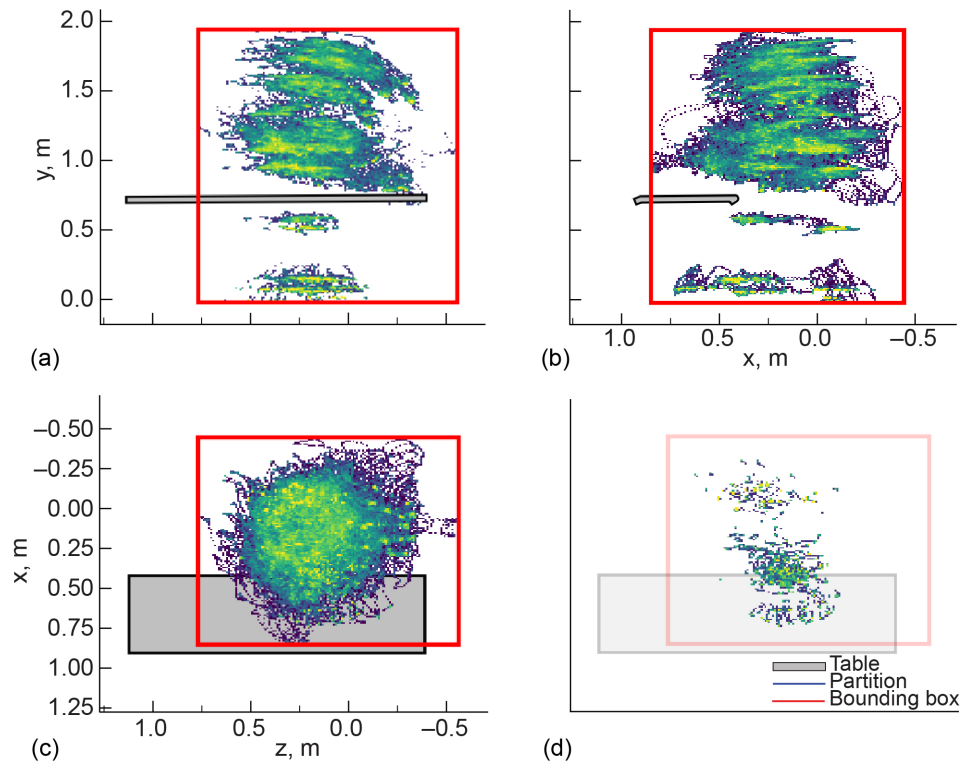 2.0
1.5
1.0
0.5
0.0
y, m
(a)
1.0 0.5 0.0 –0.5
x, m
(b)
–0.50
–0.25
0.00
0.25
0.50
0.75
1.00
1.25
x, m
1.0 0.5 0.0 –0.5
z, m
(c)
Table
Partition
Bounding box
(d)